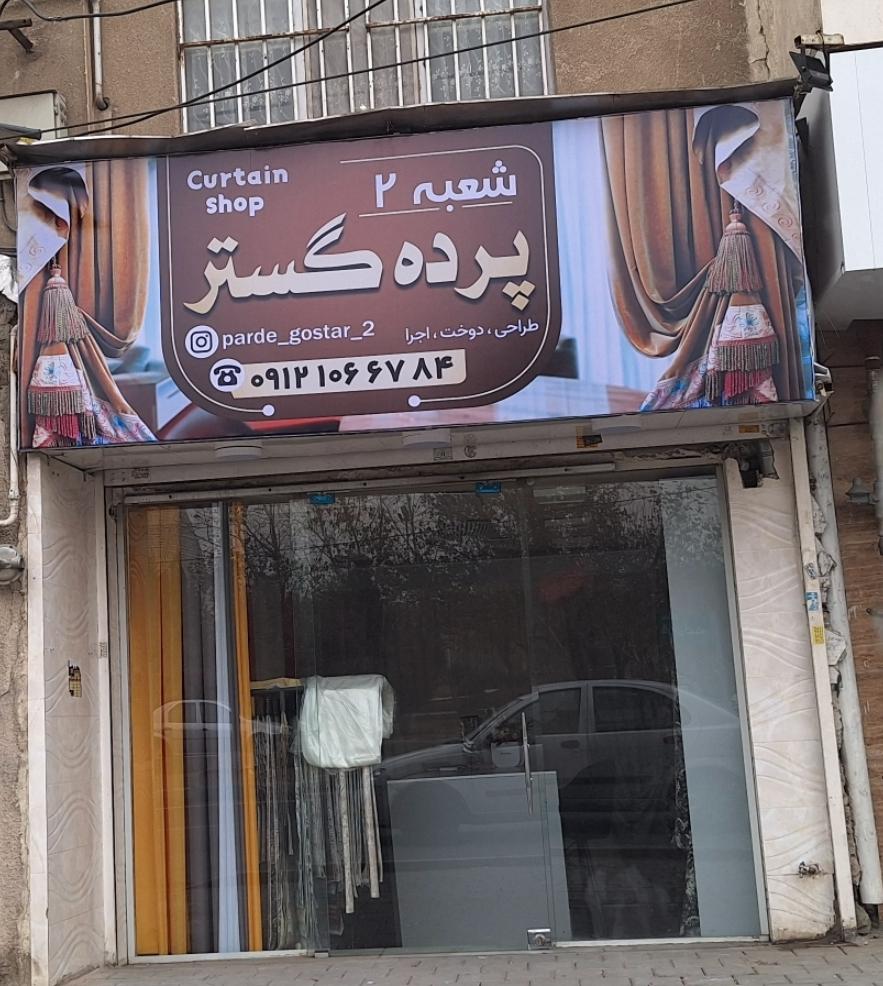 Curtain
shop
شعبه ۲
پرده گستر
parde_gostar_2
طراحی ، دوخت ، اجرا
۰۹۱۲ ۱۰۶ ۶۷ ۸۴